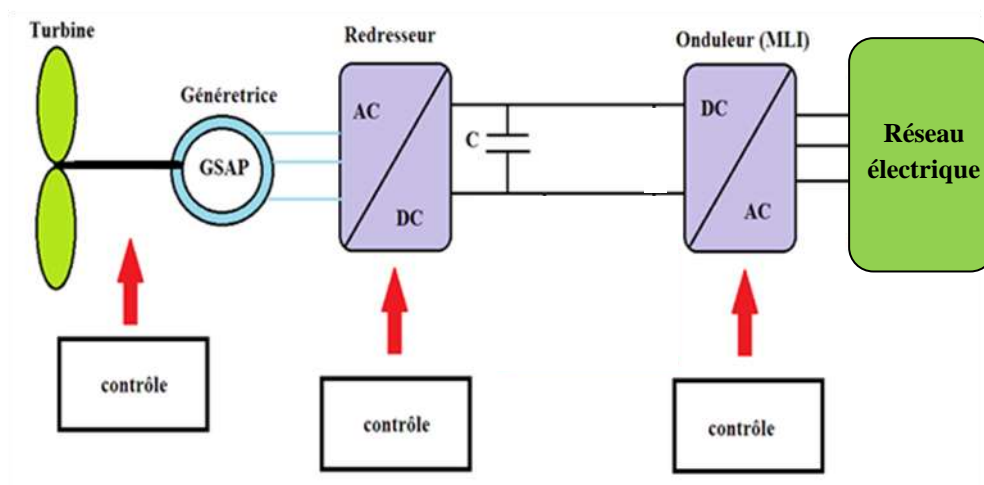 Turbine
Redresseur
Onduleur (MLI)
Généretrice
GSAP
AC
DC
C
DC
AC
Réseau
électrique
contrôle
contrôle
contrôle